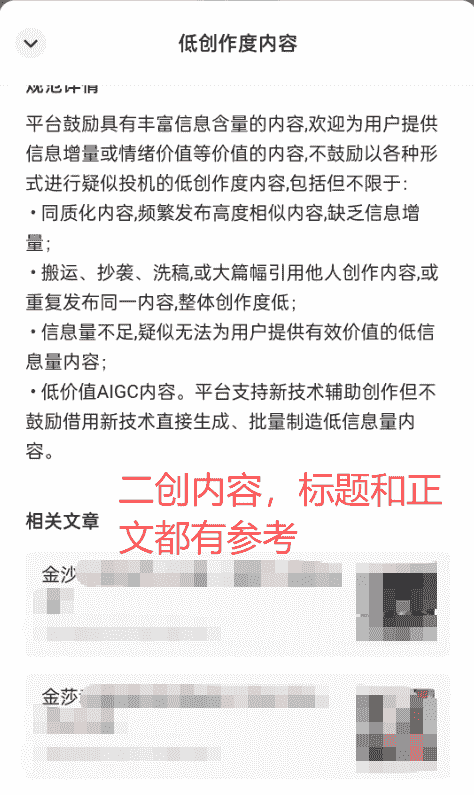 低创作度内容
规范详情
平台鼓励具有丰富信息含量的内容,欢迎为用户提供
信息增量或情绪价值等价值的内容,不鼓励以各种形
式进行疑似投机的低创作度内容,包括但不限于:
• 同质化内容,频繁发布高度相似内容,缺乏信息增
量;
• 搬运、抄袭、洗稿,或大篇幅引用他人创作内容,或
重复发布同一内容,整体创作度低;
• 信息量不足,疑似无法为用户提供有效价值的低信
息量内容;
• 低价值AIGC内容。平台支持新技术辅助创作但不
鼓励借用新技术直接生成、批量制造低信息量内
容。
二创内容，标题和正
文都有参考
相关文章
金沙
金莎